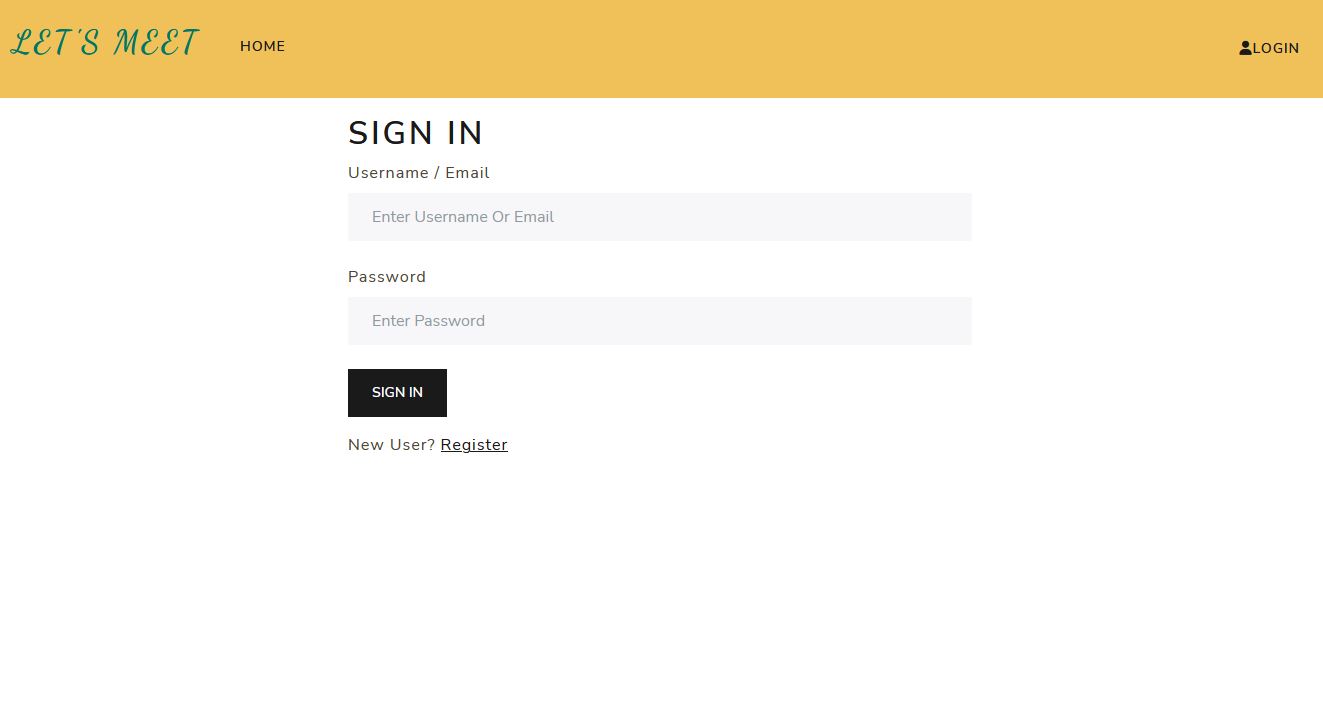 LET'S MEET
HOME
LOGIN
SIGN IN
Username / Email
Enter Username Or Email
Password
Enter Password
SIGN IN
New User? Register